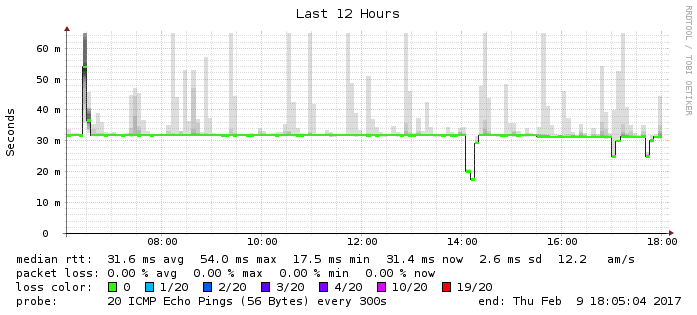 Last 12 Hours
RRDTOOL / TOBI OETIKER
Seconds
60 m
50 m
40 m
30 m
20 m
10 m
0
08:00 10:00 12:00 14:00 16:00 18:00
median rtt: 31.6 ms avg 54.0 ms max 17.5 ms min 31.4 ms now 2.6 ms sd 12.2 am/s
packet loss: 0.00 % avg 0.00 % max 0.00 % min 0.00 % now
loss color: 0 1/20 2/20 3/20 4/20 10/20 19/20
probe: 20 ICMP Echo Pings (56 Bytes) every 300s end: Thu Feb 9 18:05:04 2017